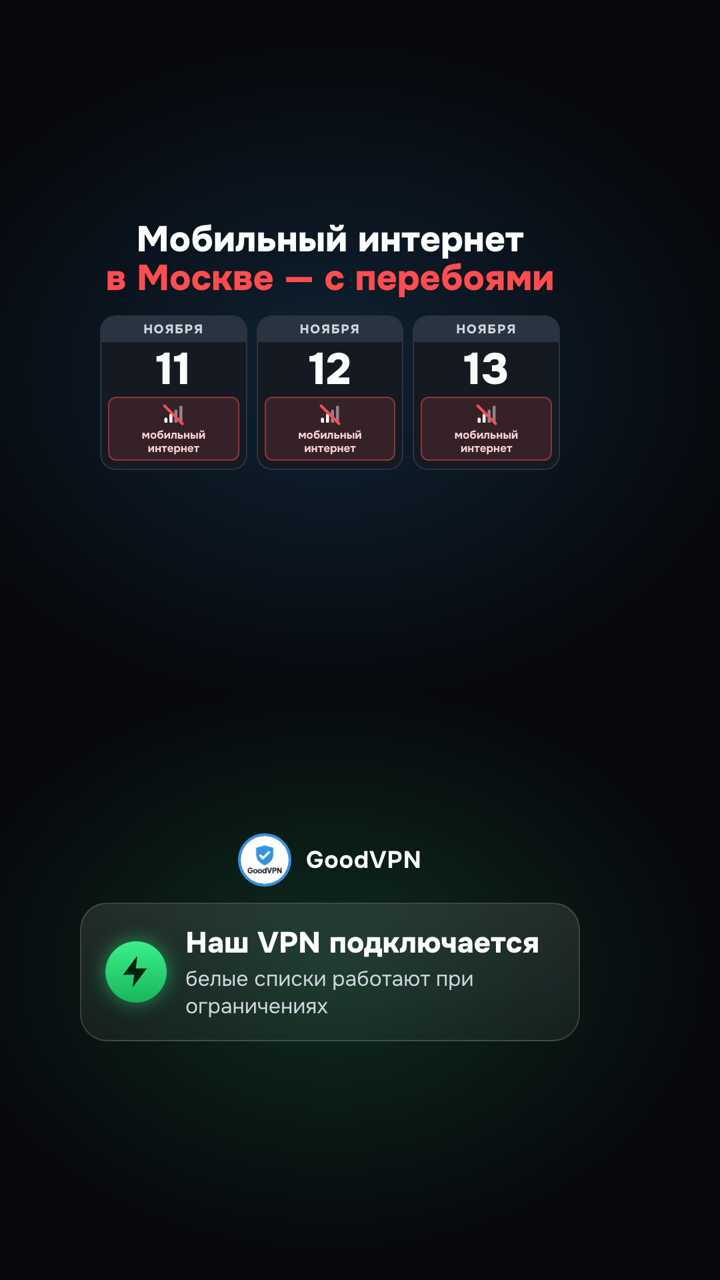 Мобильный интернет
в Москве — с перебоями
НОЯБРЯ
11
мобильный
интернет
НОЯБРЯ
12
мобильный
интернет
НОЯБРЯ
13
мобильный
интернет
GoodVPN
GoodVPN
Наш VPN подключается
белые списки работают при
ограничениях